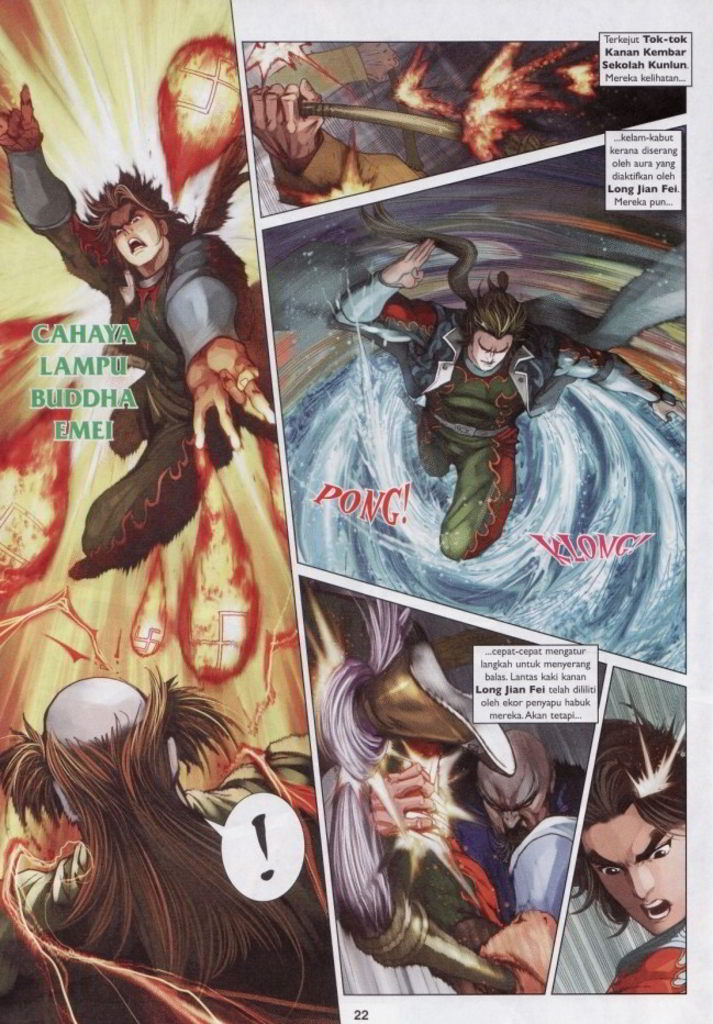 CAHAYA
LAMPU
BUDDHA
EMEI
!
Terkejut Tok-tok
Kanan Kembar
Sekolah Kunlun.
Mereka kelihatan...
...kelam-kabut
kerana diserang
oleh aura yang
diaktifkan oleh
Long Jian Fei.
Mereka pun...
PONG!
KLONG!
...cepat-cepat mengatur
langkah untuk menyerang
balas. Lantas kaki kanan
Long Jian Fei telah dililiti
oleh ekor penyapu habuk
mereka. Akan tetapi...
22